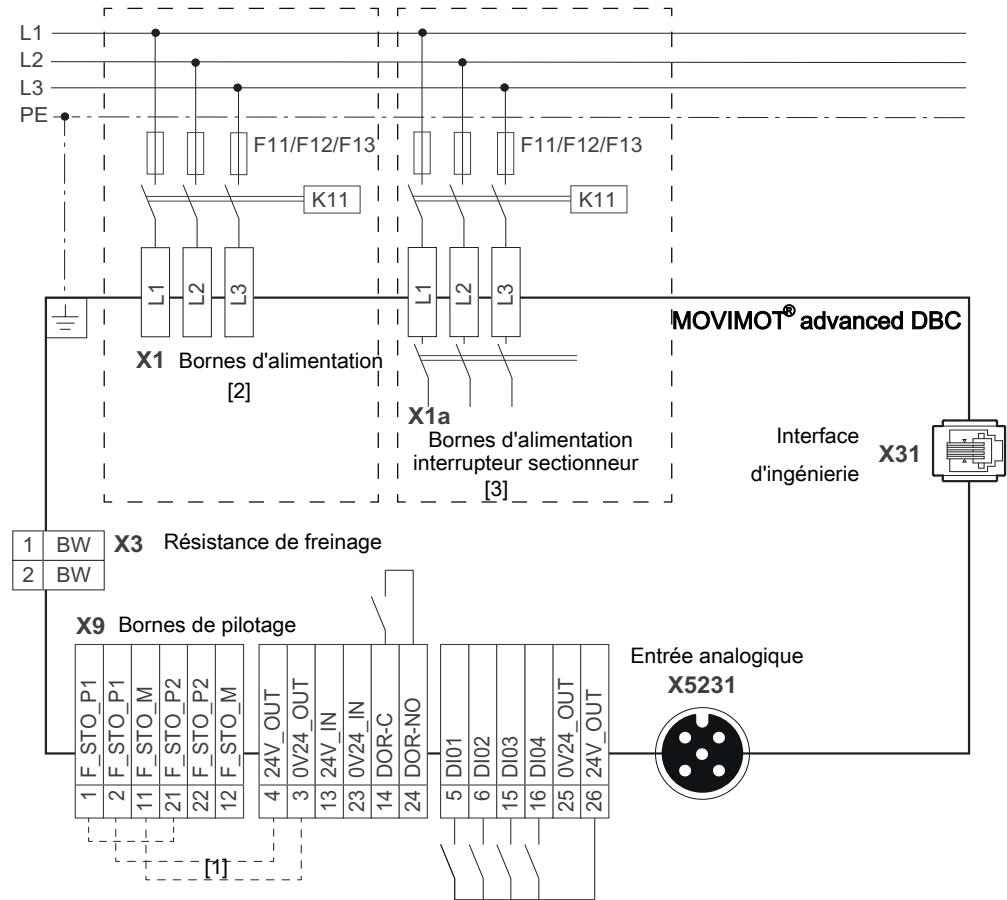 L1
L2
L3
PE
F11/F12/F13
F11/F12/F13
K11
K11
L1
L2
L3
L1
L2
L3
MOVIMOT® advanced DBC
X1 Bornes d'alimentation
[2]
X1a
Bornes d'alimentation
interrupteur sectionneur
[3]
Interface
d'ingénierie
X31
1 BW
2 BW
X3 Résistance de freinage
X9 Bornes de pilotage
Entrée analogique
X5231
1 F_STO_P1
2 F_STO_P1
11 F_STO_M
21 F_STO_P2
22 F_STO_P2
12 F_STO_M
4 24V_OUT
3 0V24_OUT
13 24V_IN
23 0V24_IN
14 DOR-C
24 DOR-NO
5 DI01
6 DI02
15 DI03
16 DI04
25 0V24_OUT
26 24V_OUT
[1]